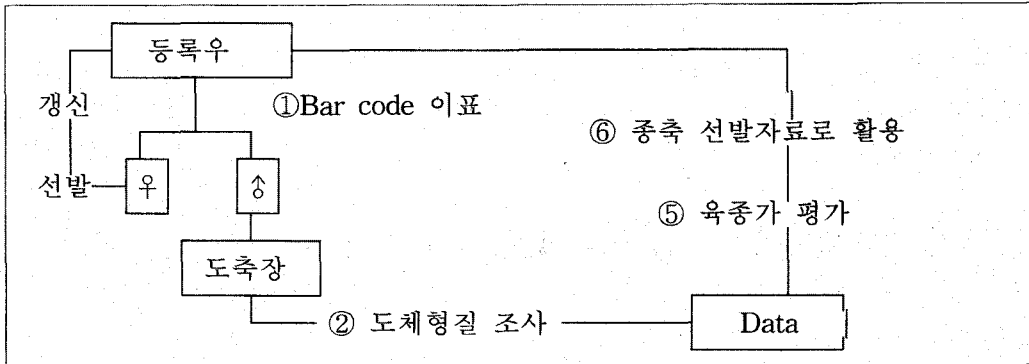 등록우
갱신
①Bar code 이표
⑥ 종축 선발자료로 활용
선발
♀
♂
⑤ 육종가 평가
도축장
② 도체형질 조사
Data